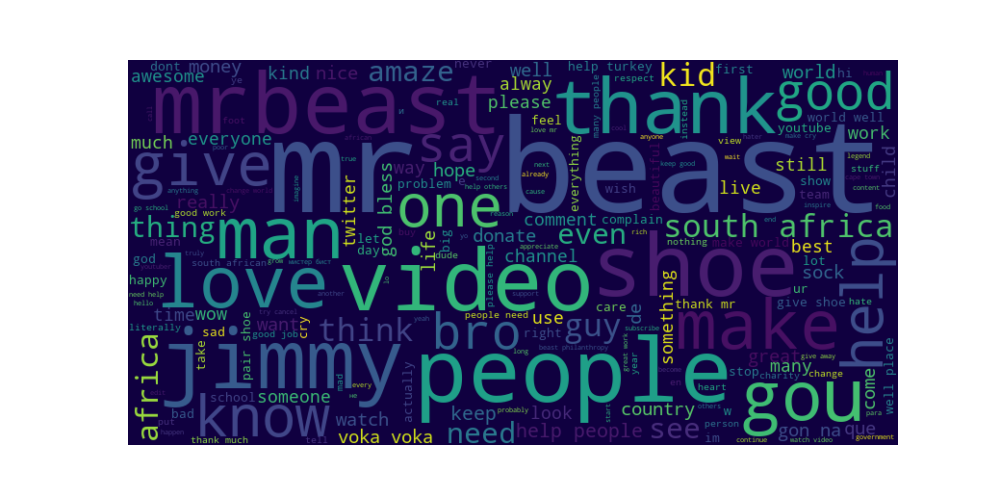 dont money
awesome
kind nice
amaze
never
well
help turkey
kid
first
world hi
mrbeast
alway
please
many people
respect
thank
instead
good
foot
real
feel
love mr
youtube
world well
work
much
everyone
say
everything
anyone
view
make cry
hater
legend
give
mr beast
true
way
hope
next
already
beautiful
wait
keep good
still
stuff
child
anything
change world
imagine
problem
second
help others
cause
wish
live
show
team
content
go school
really
good work
twitter
god bless
one
reason
comment
complain
inspire
food
thing
man
let
day
life
big
donate
even
south africa
end
mean
truly
dude
yo
appreciate
rich
nothing
make world
best
god
south african
buy
channel
lot
sock
youtuber
grow
мистер бист
happy
need help
hello
love
another
video
please help
support
shoe
ur
something
give shoe
hate
help
time
wow
try cancel
cry
yeah
people need
use
care
de
thank mr
make
literally
sad
want
think
bro
right
guy
subscribe
africa
take
good job
pair shoe
jimmy
actually
long
beast philanthropy
great work
year
great
give away
many
stop
charity
change
become
en
mad
every
people
heart
come
well place
school
someone
не
probably
look
start
country
others
w
gou
para
bad
put
know
watch
keep
person
happen
tell
voka voka
need
help people
see
im
gon na
que
thank much
continue
watch video
government